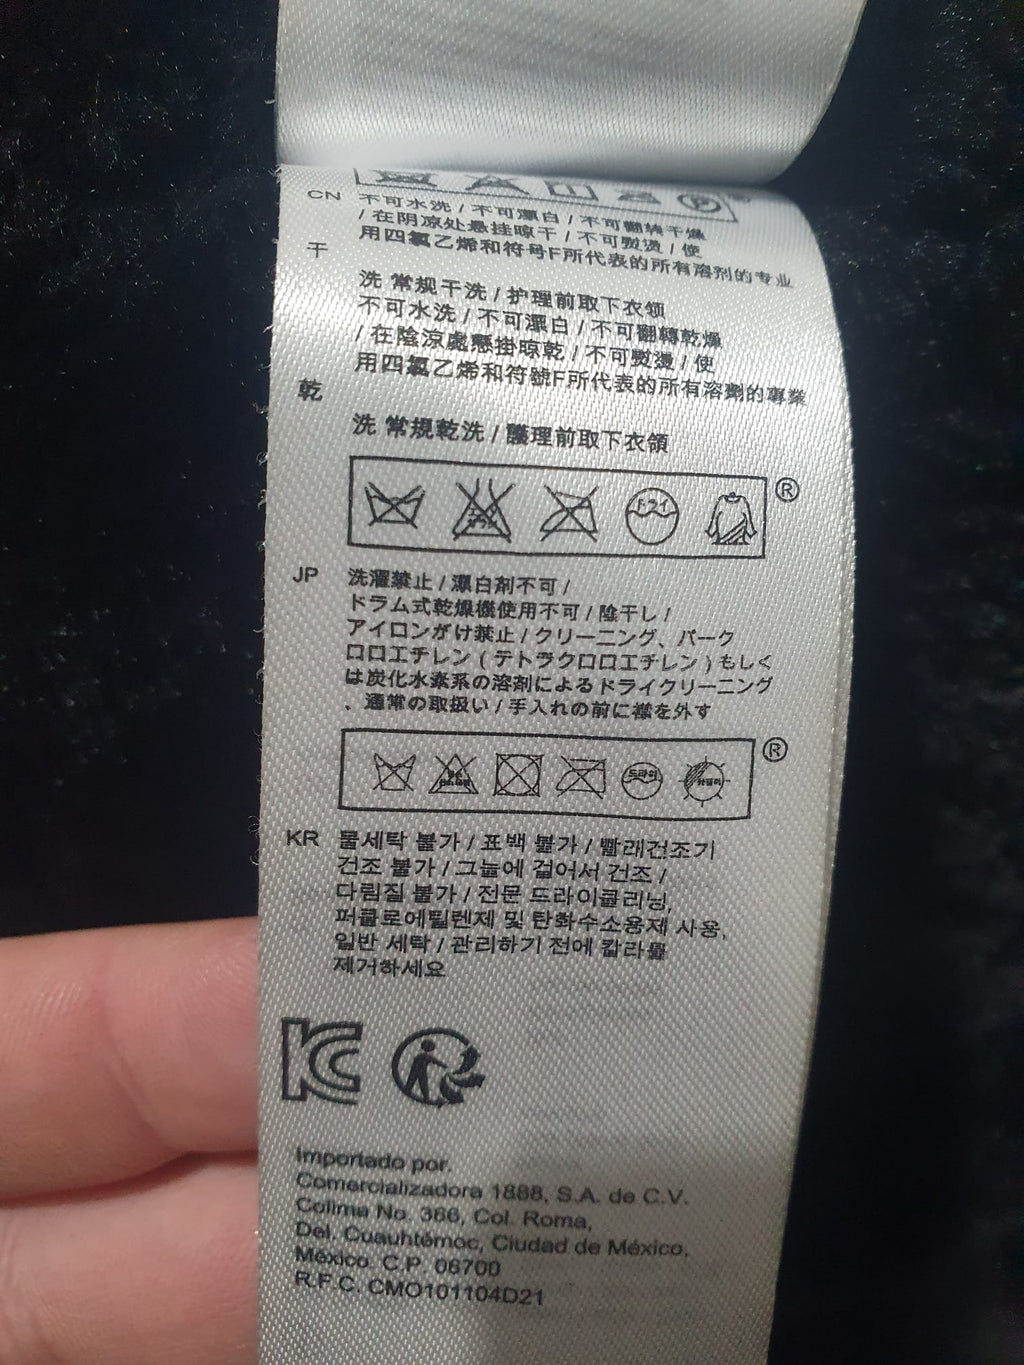 CN 不可水洗 / 不可漂白 / 不可翻转干燥
/ 在阴凉处悬挂晾干 / 不可熨烫 / 使
用四氯乙烯和符号F所代表的所有溶剂的专业
干
洗 常规干洗 / 护理前取下衣领
不可水洗 / 不可漂白 / 不可翻轉乾燥
/ 在陰涼處懸掛晾乾 / 不可熨燙 / 使
用四氯乙烯和符號F所代表的所有溶劑的專業
乾
洗 常規乾洗 / 護理前取下衣領
®
JP 洗濯禁止 / 漂白剤不可 /
ドラム式乾燥機使用不可 / 陰干し /
アイロンがけ禁止 / クリーニング、パーク
ロロエチレン ( テトラクロロエチレン ) もしく
は炭化水素系の溶剤によるドライクリーニング
、通常の取扱い / 手入れの前に襟を外す
®
드라이
KR 물세탁 불가 / 표백 불가 / 빨래건조기
건조 불가 / 그늘에 걸어서 건조 /
다림질 불가 / 전문 드라이클리닝,
퍼클로에틸렌제 및 탄화수소용제 사용,
일반 세탁 / 관리하기 전에 칼라를
제거하세요
KC
Importado por.
Comercializadora 1888, S.A. de C.V.
Colima No. 386, Col. Roma,
Del. Cuauhtémoc, Ciudad de México,
México. C.P. 06700
R.F.C. CMO101104D21